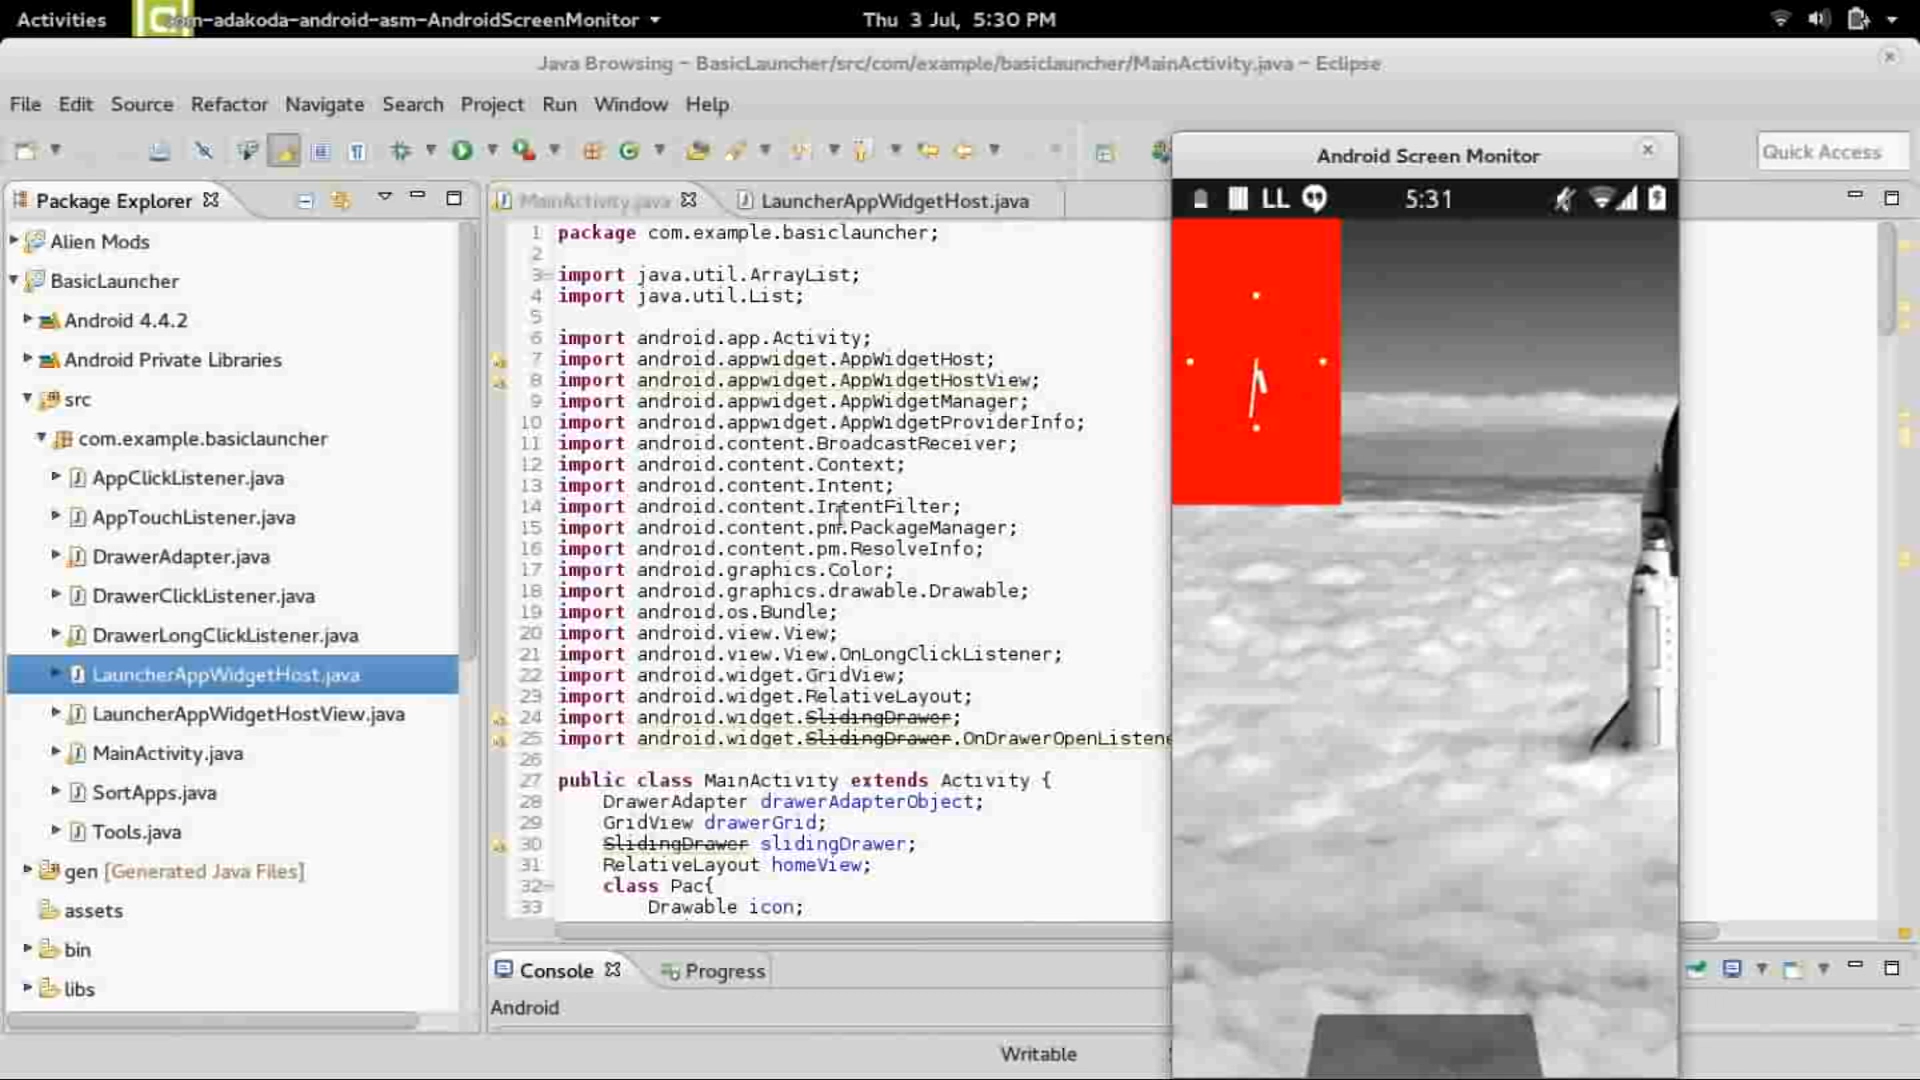 Activities
om-adakoda-android-asm-AndroidScreenMonitor
Thu 3 Jul, 5:30 PM
Java Browsing – BasicLauncher/src/com/example/basiclauncher/MainActivity.java – Eclipse
File Edit Source Refactor Navigate Search Project Run Window Help
Quick Access
Package Explorer
Alien Mods
BasicLauncher
Android 4.4.2
Android Private Libraries
src
com.example.basiclauncher
AppClickListener.java
AppTouchListener.java
DrawerAdapter.java
DrawerClickListener.java
DrawerLongClickListener.java
LauncherAppWidgetHost.java
LauncherAppWidgetHostView.java
MainActivity.java
SortApps.java
Tools.java
gen [Generated Java Files]
assets
bin
libs
MainActivity.java
LauncherAppWidgetHost.java
1 package com.example.basiclauncher;
2
3 import java.util.ArrayList;
4 import java.util.List;
5
6 import android.app.Activity;
7 import android.appwidget.AppWidgetHost;
8 import android.appwidget.AppWidgetHostView;
9 import android.appwidget.AppWidgetManager;
10 import android.appwidget.AppWidgetProviderInfo;
11 import android.content.BroadcastReceiver;
12 import android.content.Context;
13 import android.content.Intent;
14 import android.content.IntentFilter;
15 import android.content.pm.PackageManager;
16 import android.content.pm.ResolveInfo;
17 import android.graphics.Color;
18 import android.graphics.drawable.Drawable;
19 import android.os.Bundle;
20 import android.view.View;
21 import android.view.View.OnLongClickListener;
22 import android.widget.GridView;
23 import android.widget.RelativeLayout;
24 import android.widget.SlidingDrawer;
25 import android.widget.SlidingDrawer.OnDrawerOpenListene
26
27 public class MainActivity extends Activity {
28 DrawerAdapter drawerAdapterObject;
29 GridView drawerGrid;
30 SlidingDrawer slidingDrawer;
31 RelativeLayout homeView;
32 class Pac{
33 Drawable icon;
Console
Progress
Android
Writable
Android Screen Monitor
LL
5:31